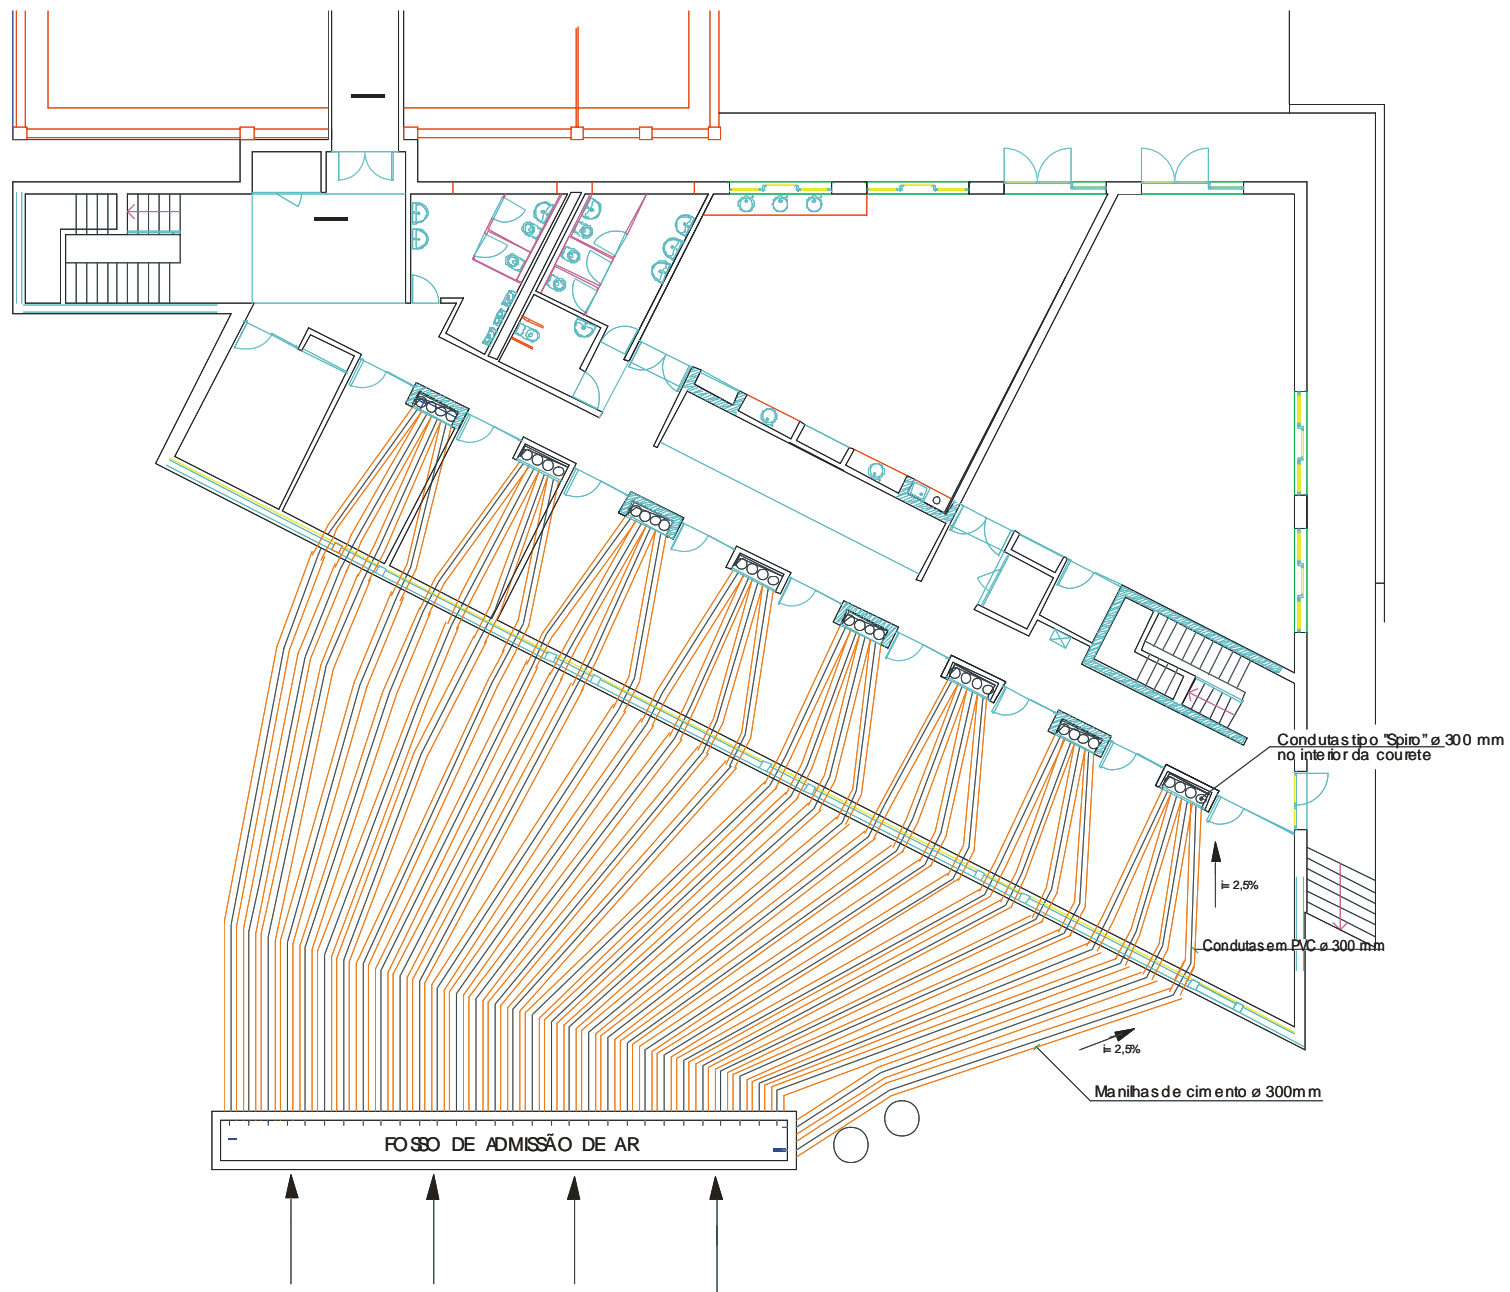 Condutas tipo "Spiro" ø 300 mm
no interior da courete
i= 2,5%
Condutas em PVC ø 300 mm
i= 2,5%
Manilhas de cimento ø 300mm
FOSSO DE ADMISSÃO DE AR